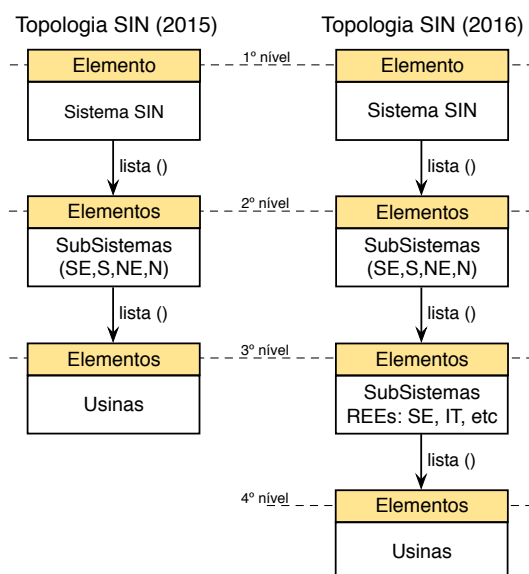 Topologia SIN (2015)
Topologia SIN (2016)
Elemento
1º nível
Elemento
Sistema SIN
Sistema SIN
lista ()
lista ()
Elementos
2º nível
Elementos
SubSistemas
(SE,S,NE,N)
SubSistemas
(SE,S,NE,N)
lista ()
lista ()
Elementos
3º nível
Elementos
Usinas
SubSistemas
REEs: SE, IT, etc
lista ()
4º nível
Elementos
Usinas